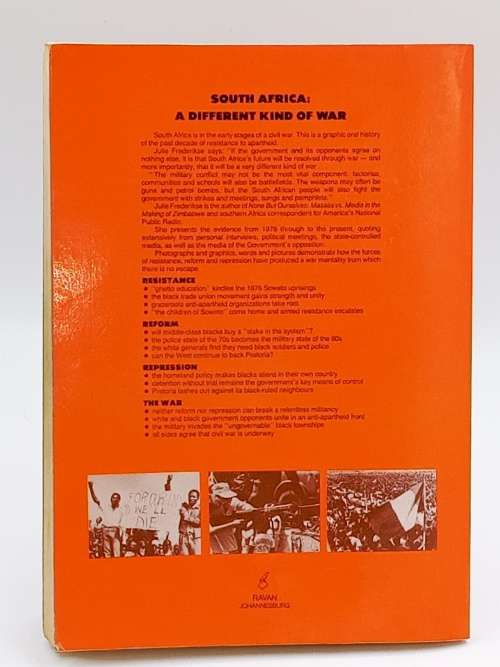 SOUTH AFRICA:
A DIFFERENT KIND OF WAR
South Africa is in the early stages of a civil war. This is a graphic oral history
of the past decade of resistance to apartheid.
Julie Frederikse says: "If the government and its opponents agree on
nothing else, it is that South Africa's future will be resolved through war — and
more importantly, that it will be a very different kind of war.
"The military conflict may not be the most vital component; factories,
communities and schools will also be battlefields. The weapons may often be
guns and petrol bombs, but the South African people will also fight the
government with strikes and meetings, songs and pamphlets."
Julie Frederikse is the author of None But Ourselves: Masses vs. Media in the
Making of Zimbabwe and southern Africa correspondent for America's National
Public Radio.
She presents the evidence from 1976 through to the present, quoting
extensively from personal interviews, political meetings, the state-controlled
media, as well as the media of the Government's opposition.
Photographs and graphics, words and pictures demonstrate how the forces
of resistance, reform and repression have produced a war mentality from which
there is no escape.
RESISTANCE
● "ghetto education" kindles the 1976 Soweto uprisings
● the black trade union movement gains strength and unity
● grassroots anti-apartheid organizations take root
● "the children of Soweto" come home and armed resistance escalates
REFORM
● will middle-class blacks buy a "stake in the system"?
● the police state of the 70s becomes the military state of the 80s
● the white generals find they need black soldiers and police
● can the West continue to back Pretoria?
REPRESSION
● the homeland policy makes blacks aliens in their own country
● detention without trial remains the government's key means of control
● Pretoria lashes out against its black-ruled neighbours
THE WAR
● neither reform nor repression can break a relentless militancy
● white and black government opponents unite in an anti-apartheid front
● the military invades the "ungovernable" black townships
● all sides agree that civil war is underway
WE'LL
DIE
RAVAN
JOHANNESBURG